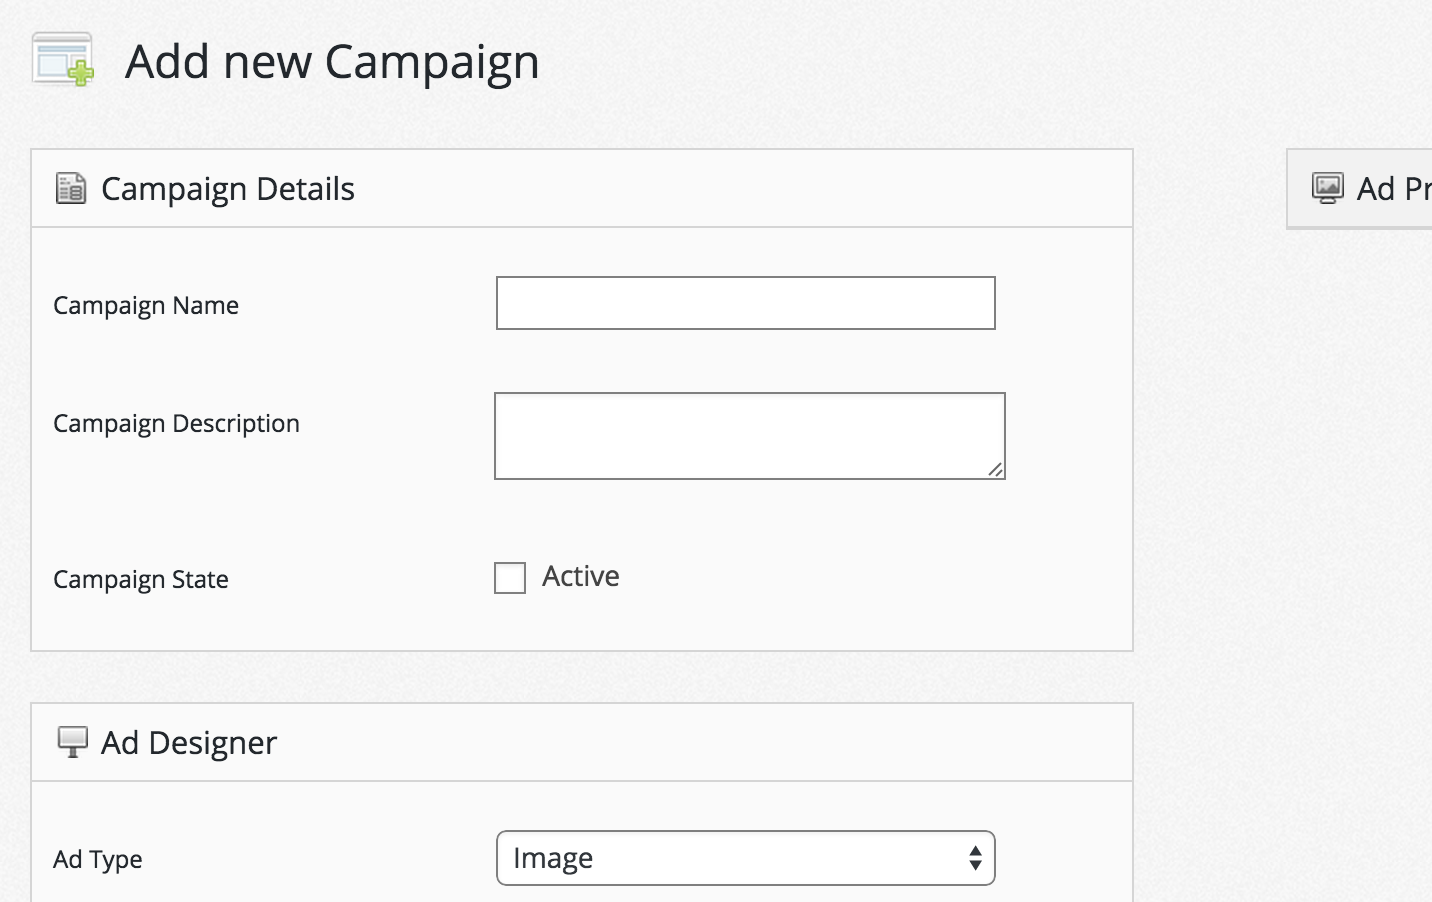 Add new Campaign
Campaign Details
Ad Pr
Campaign Name
Campaign Description
Campaign State
Active
Ad Designer
Ad Type
Image